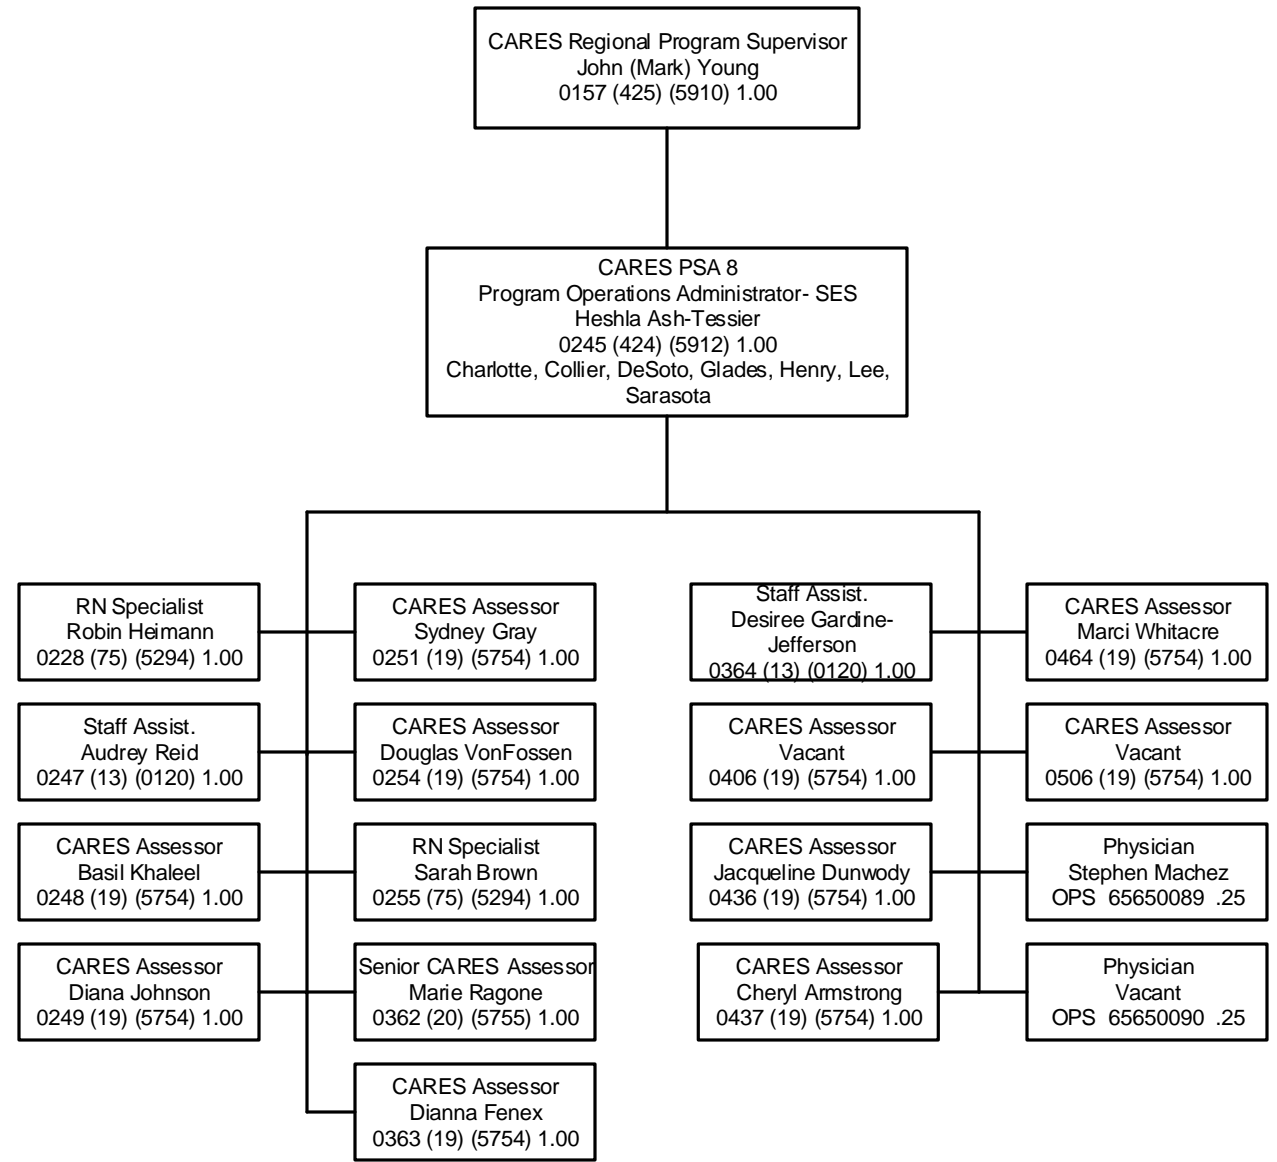 CARES Regional Program Supervisor
John (Mark) Young
0157 (425) (5910) 1.00
CARES PSA 8
Program Operations Administrator- SES
Heshla Ash-Tessier
0245 (424) (5912) 1.00
Charlotte, Collier, DeSoto, Glades, Henry, Lee,
Sarasota
RN Specialist
Robin Heimann
0228 (75) (5294) 1.00
CARES Assessor
Sydney Gray
0251 (19) (5754) 1.00
Staff Assist.
Desiree Gardine-
Jefferson
0364 (13) (0120) 1.00
CARES Assessor
Marci Whitacre
0464 (19) (5754) 1.00
Staff Assist.
Audrey Reid
0247 (13) (0120) 1.00
CARES Assessor
Douglas VonFossen
0254 (19) (5754) 1.00
CARES Assessor
Vacant
0406 (19) (5754) 1.00
CARES Assessor
Vacant
0506 (19) (5754) 1.00
CARES Assessor
Basil Khaleel
0248 (19) (5754) 1.00
RN Specialist
Sarah Brown
0255 (75) (5294) 1.00
CARES Assessor
Jacqueline Dunwody
0436 (19) (5754) 1.00
Physician
Stephen Machez
OPS 65650089 .25
CARES Assessor
Diana Johnson
0249 (19) (5754) 1.00
Senior CARES Assessor
Marie Ragone
0362 (20) (5755) 1.00
CARES Assessor
Cheryl Armstrong
0437 (19) (5754) 1.00
Physician
Vacant
OPS 65650090 .25
CARES Assessor
Dianna Fenex
0363 (19) (5754) 1.00